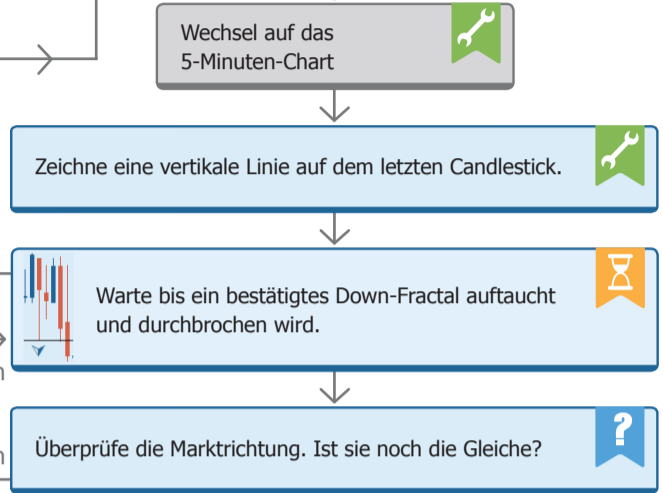 Wechsel auf das
5-Minuten-Chart
Zeichne eine vertikale Linie auf dem letzten Candlestick.
Warte bis ein bestätigtes Down-Fractal auftaucht
und durchbrochen wird.
n
?
Überprüfe die Marktrichtung. Ist sie noch die Gleiche?
n